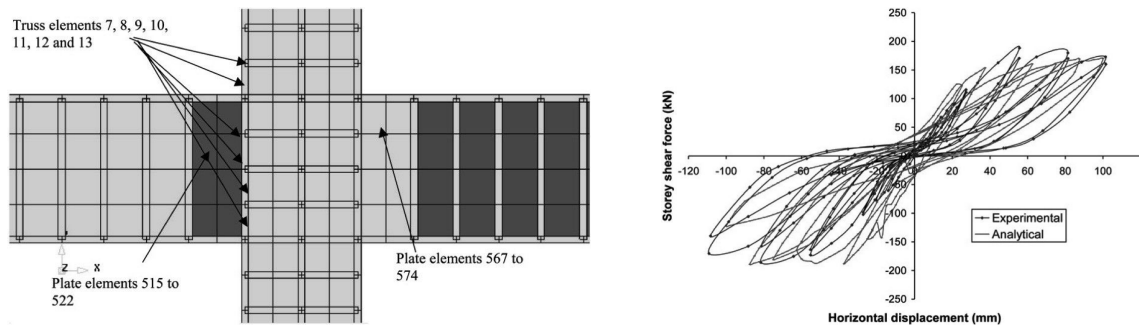 Truss elements 7, 8, 9, 10,
11, 12 and 13
Z
X
Plate elements 515 to
522
Plate elements 567 to
574
Storey shear force (kN)
250
200
150
100
50
0
-50
-100
-150
-200
-250
-120
-100
-80
-60
-40
-20
0
20
40
60
80
100
120
Experimental
Analytical
Horizontal displacement (mm)